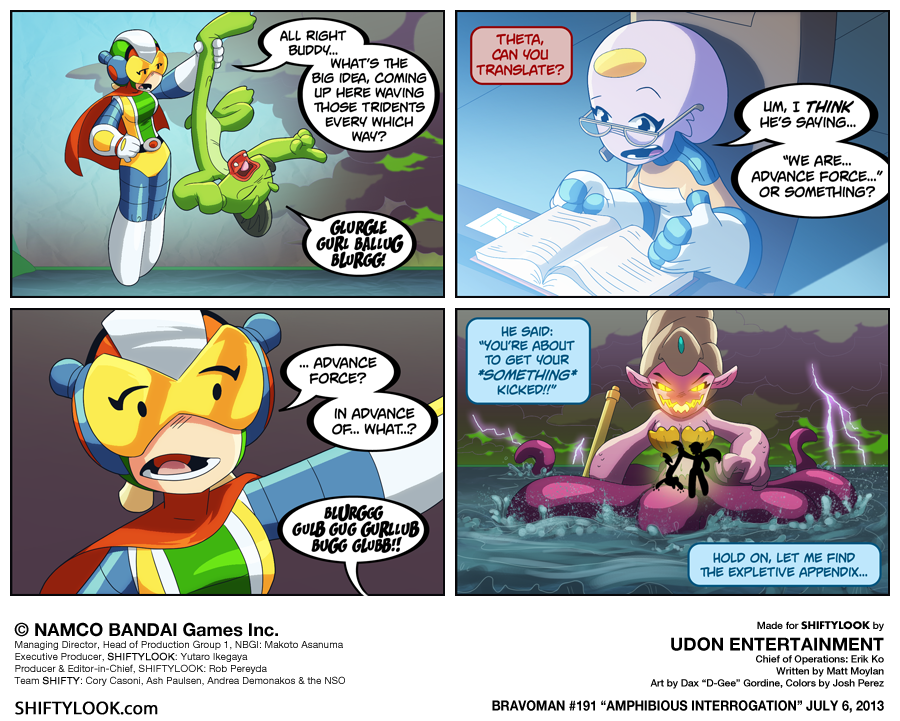 ALL RIGHT
BUDDY...
WHAT'S THE
BIG IDEA, COMING
UP HERE WAVING
THOSE TRIDENTS
EVERY WHICH
WAY?
GLURGLE
GURL BALLUG
BLURGG!
THETA,
CAN YOU
TRANSLATE?
UM, I THINK
HE'S SAYING...
"WE ARE...
ADVANCE FORCE..."
OR SOMETHING?
... ADVANCE
FORCE?
IN ADVANCE
OF... WHAT..?
BLURGGG
GULB GUG GURLLUB
BUGG GLUBB!!
HE SAID:
"YOU'RE ABOUT
TO GET YOUR
*SOMETHING*
KICKED!!"
HOLD ON, LET ME FIND
THE EXPLETIVE APPENDIX...
© NAMCO BANDAI Games Inc.
Managing Director, Head of Production Group 1, NBGI: Makoto Asanuma
Executive Producer, SHIFTYLOOK: Yutaro Ikegaya
Producer & Editor-in-Chief, SHIFTYLOOK: Rob Pereyda
Team SHIFTY: Cory Casoni, Ash Paulsen, Andrea Demonakos & the NSO
SHIFTYLOOK.com
Made for SHIFTYLOOK by
UDON ENTERTAINMENT
Chief of Operations: Erik Ko
Written by Matt Moylan
Art by Dax "D-Gee" Gordine, Colors by Josh Perez
BRAVOMAN #191 "AMPHIBIOUS INTERROGATION" JULY 6, 2013